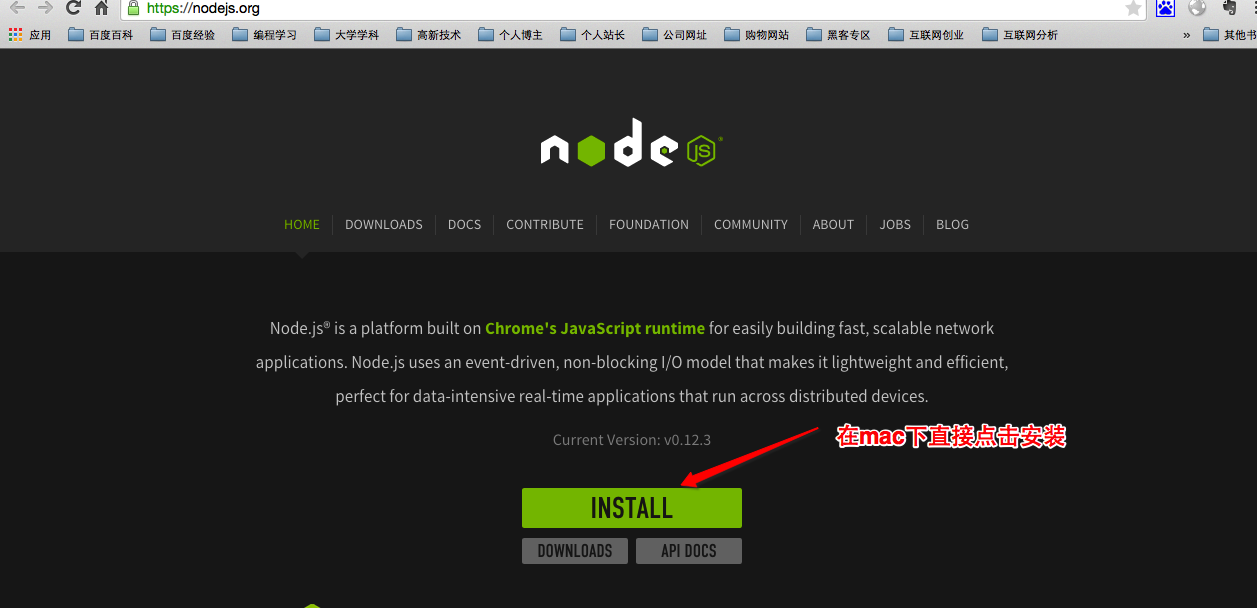 https://nodejs.org
应用 百度百科 百度经验 编程学习 大学学科 高新技术 个人博主 个人站长 公司网址 购物网站 黑客专区 互联网创业 互联网分析 » 其他书
node JS®
HOME DOWNLOADS DOCS CONTRIBUTE FOUNDATION COMMUNITY ABOUT JOBS BLOG
Node.js® is a platform built on Chrome's JavaScript runtime for easily building fast, scalable network
applications. Node.js uses an event-driven, non-blocking I/O model that makes it lightweight and efficient,
perfect for data-intensive real-time applications that run across distributed devices.
在mac下直接点击安装
Current Version: v0.12.3
INSTALL
DOWNLOADS API DOCS